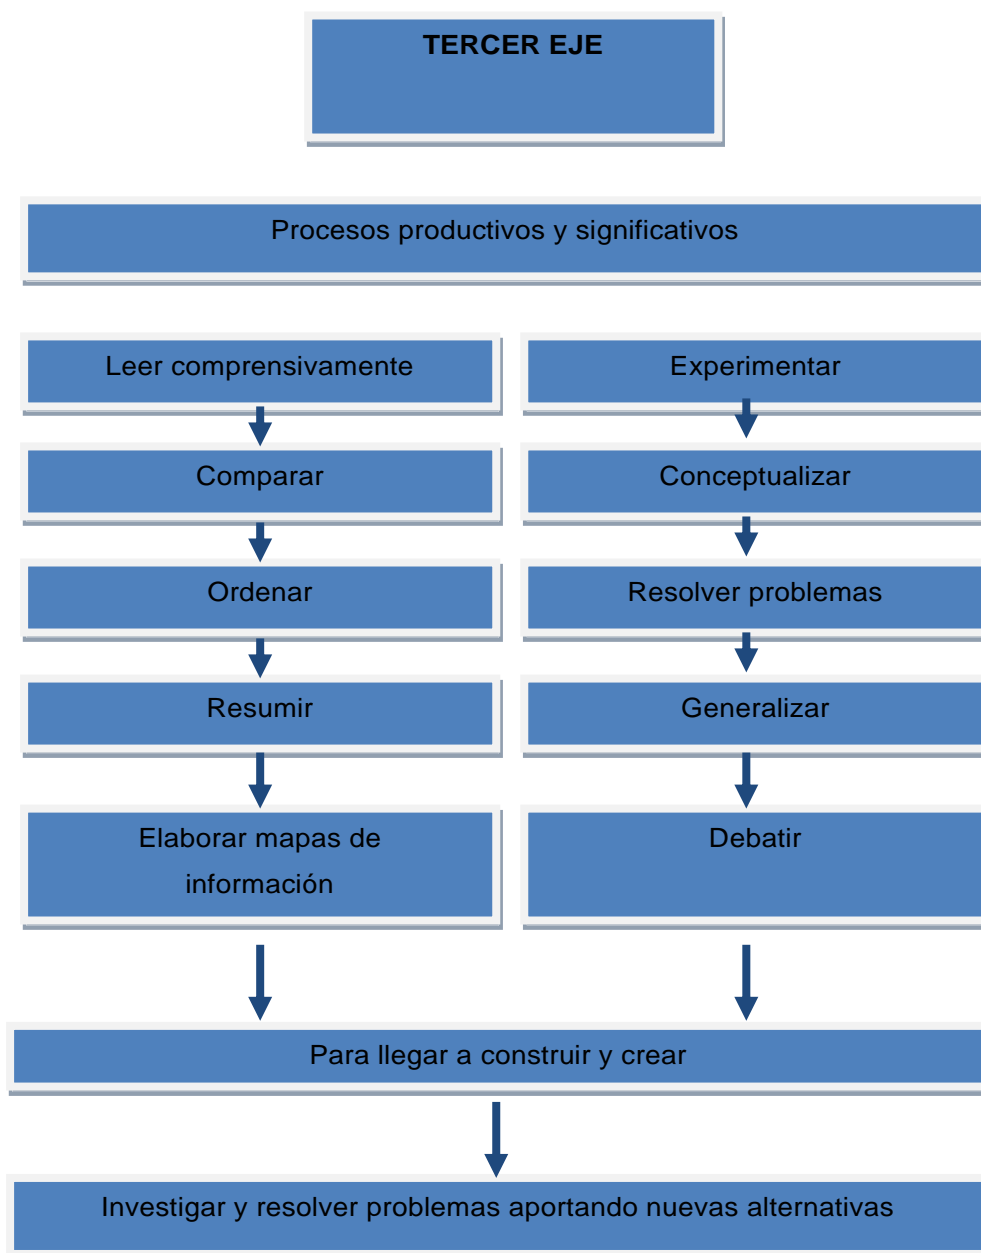 TERCER EJE
Procesos productivos y significativos
Leer comprensivamente
Experimentar
Comparar
Conceptualizar
Ordenar
Resolver problemas
Resumir
Generalizar
Elaborar mapas de
información
Debatir
Para llegar a construir y crear
Investigar y resolver problemas aportando nuevas alternativas